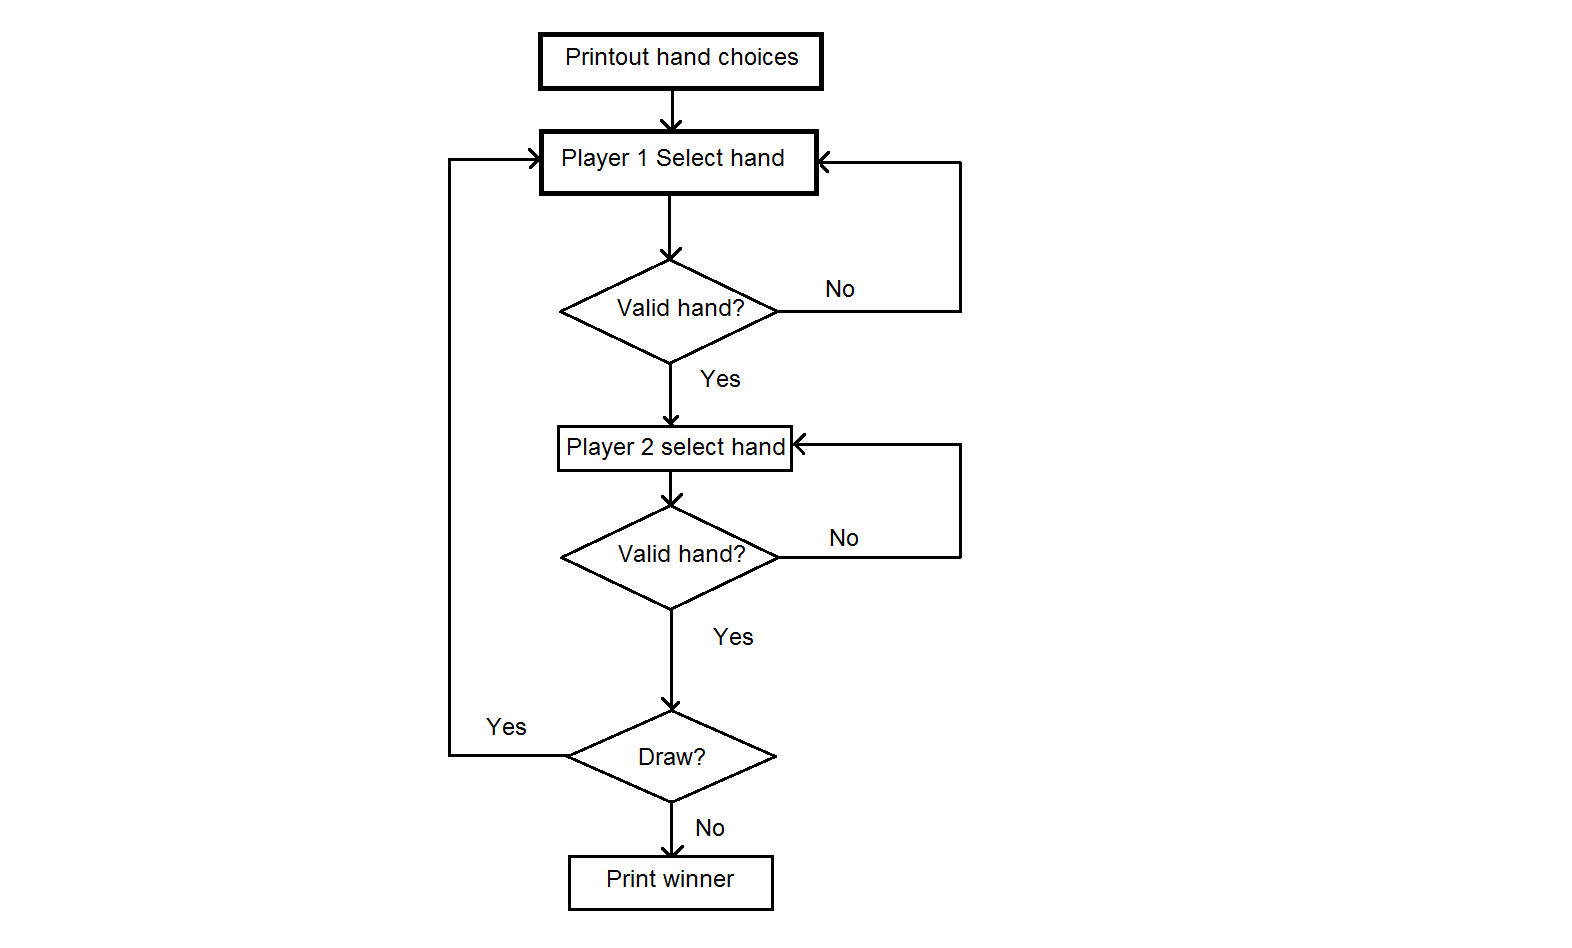 Printout hand choices
Player 1 Select hand
Valid hand?
No
Yes
Player 2 select hand
Valid hand?
No
Yes
Yes
Draw?
No
Print winner